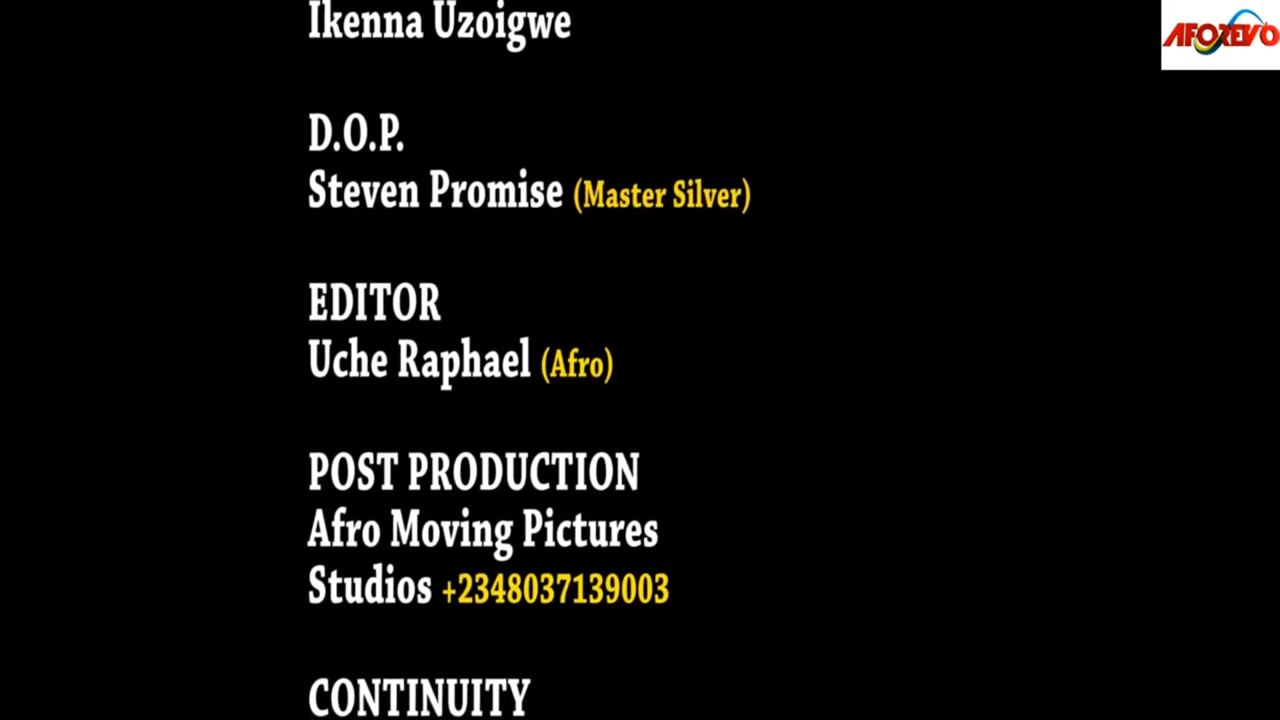 Ikenna Uzoigwe
AFOREVO
D.O.P.
Steven Promise (Master Silver)
EDITOR
Uche Raphael (Afro)
POST PRODUCTION
Afro Moving Pictures
Studios +2348037139003
CONTINUITY